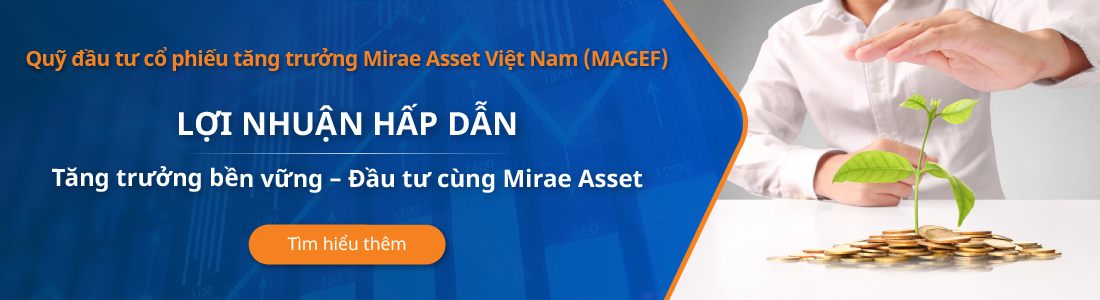 Quỹ đầu tư cổ phiếu tăng trưởng Mirae Asset Việt Nam (MAGEF)
LỢI NHUẬN HẤP DẪN
Tăng trưởng bền vững – Đầu tư cùng Mirae Asset
Tìm hiểu thêm